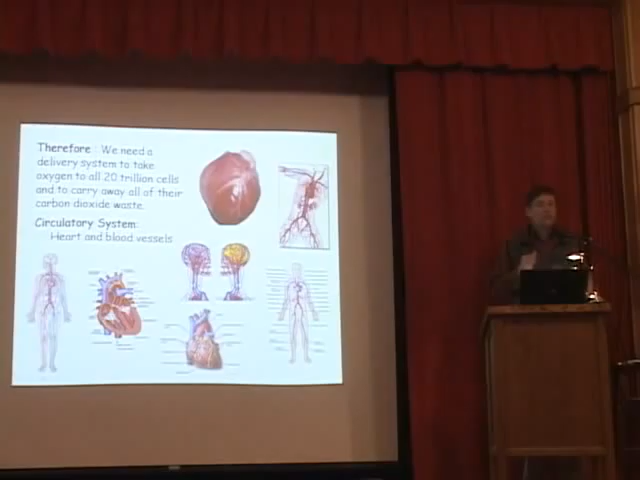 Therefore: We need a
delivery system to take
oxygen to all 20 trillion cells
and to carry away all of their
carbon dioxide waste.
Circulatory System:
Heart and blood vessels